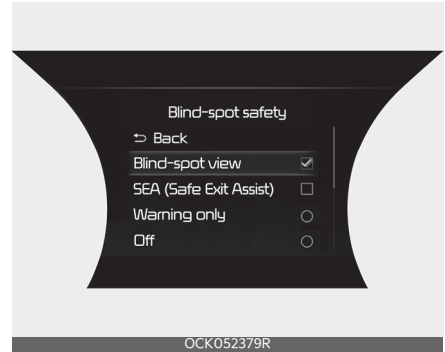 Blind-spot safety
Back
Blind-spot view
SEA (Safe Exit Assist)
Warning only
Off
OCK052379R